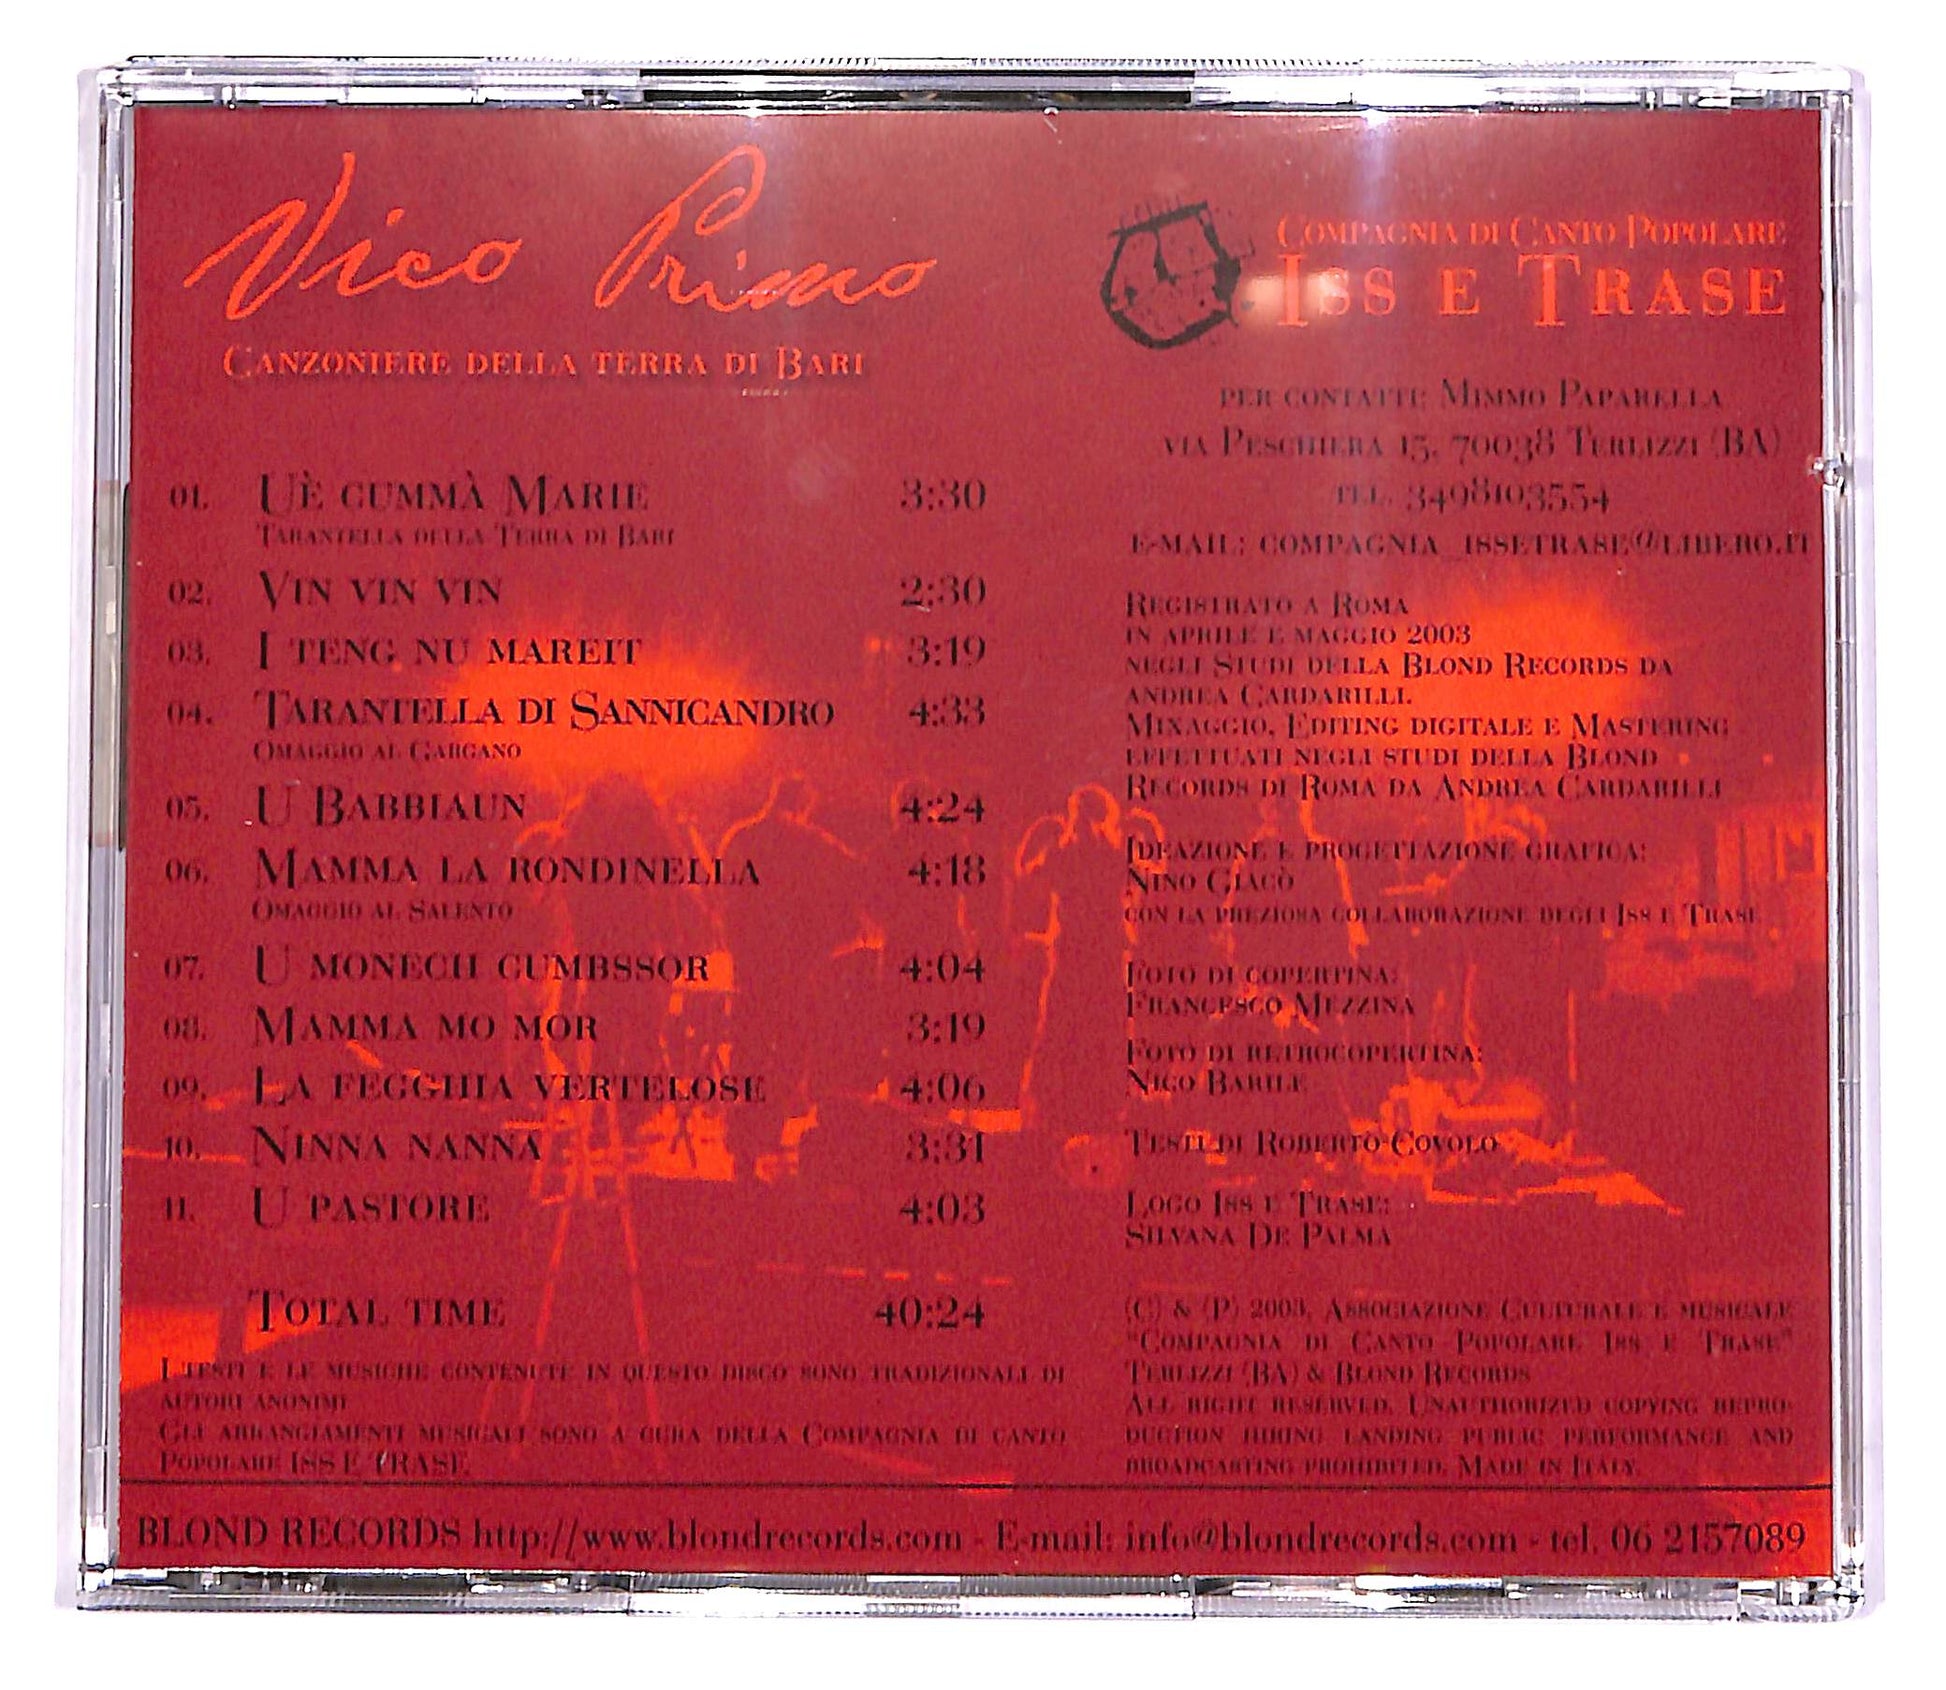 Vico Primo
Canzoniere della terra di Bari
01. Uè cummà Marie 3:30
Tarantella della Terra di Bari
02. Vin vin vin 2:30
03. I teng nu mareit 3:19
04. Tarantella di Sannicandro 4:33
Omaggio al Gargano
05. U Babbiaun 4:24
06. Mamma la rondinella 4:18
Omaggio al Salento
07. U monech cumbssor 4:04
08. Mamma mo mor 3:19
09. La fegghia vertelose 4:06
10. Ninna nanna 3:31
11. U pastore 4:03
Total time 40:24
I testi e le musiche contenute in questo disco sono tradizionali di
autori anonimi
Gli arrangiamenti musicali sono a cura della Compagnia di canto
Popolare Iss E Trase.
Compagnia di Canto Popolare
Iss e Trase
per contatti: Mimmo Paparella
via Peschiera 15, 70038 Terlizzi (BA)
tel. 3498103554
e-mail: compagnia_issetrase@libero.it
Registrato a Roma
in aprile e maggio 2003
negli Studi della Blond Records da
Andrea Cardarilli.
Mixaggio, Editing digitale e Mastering
effettuati negli studi della Blond
Records di Roma da Andrea Cardarilli
Ideazione e progettazione grafica:
Nino Giacò
con la preziosa collaborazione degli Iss e Trase
Foto di copertina:
Francesco Mezzina
Foto di retrocopertina:
Nico Barile
Testi di Roberto Covolo
Logo Iss e Trase:
Silvana De Palma
(C) & (P) 2003, Associazione Culturale e musicale
"Compagnia di Canto Popolare Iss e Trase"
Terlizzi (BA) & Blond Records
All right reserved. Unauthorized copying repro-
duction hiring landing public performance and
broadcasting prohibited. Made in Italy.
BLOND RECORDS http://www.blondrecords.com - E-mail: info@blondrecords.com - tel. 06 2157089